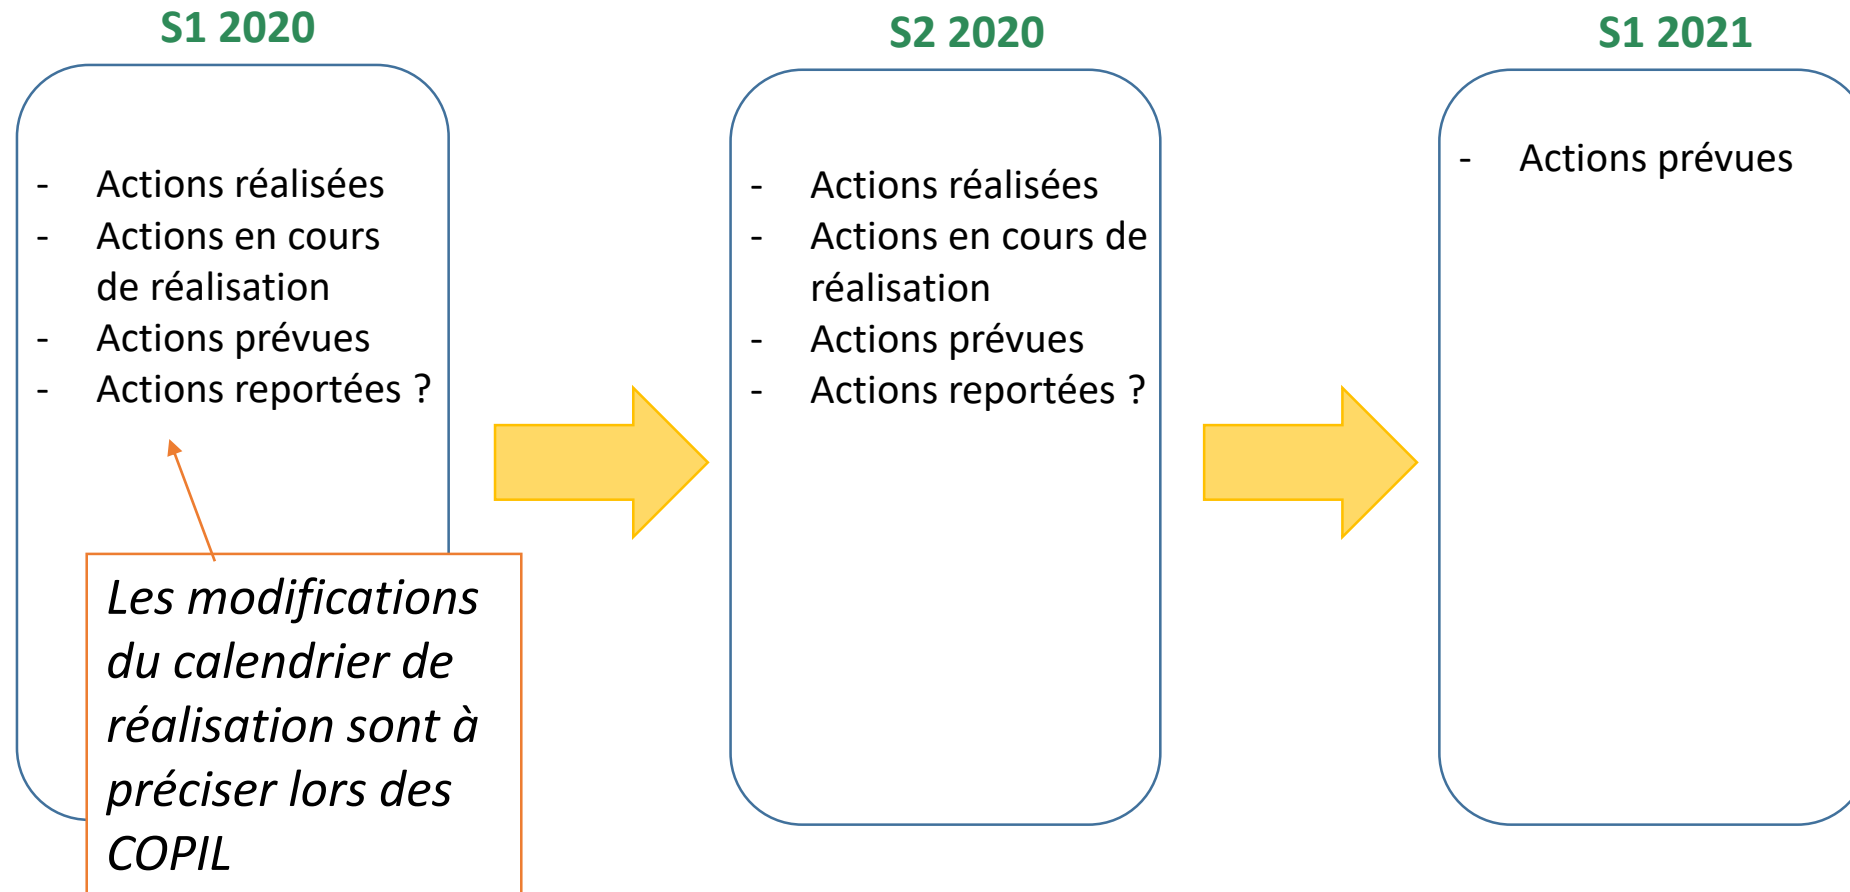 S1 2020
- Actions réalisées
- Actions en cours
de réalisation
- Actions prévues
- Actions reportées ?
Les modifications
du calendrier de
réalisation sont à
préciser lors des
COPIL
S2 2020
- Actions réalisées
- Actions en cours de
réalisation
- Actions prévues
- Actions reportées ?
S1 2021
- Actions prévues